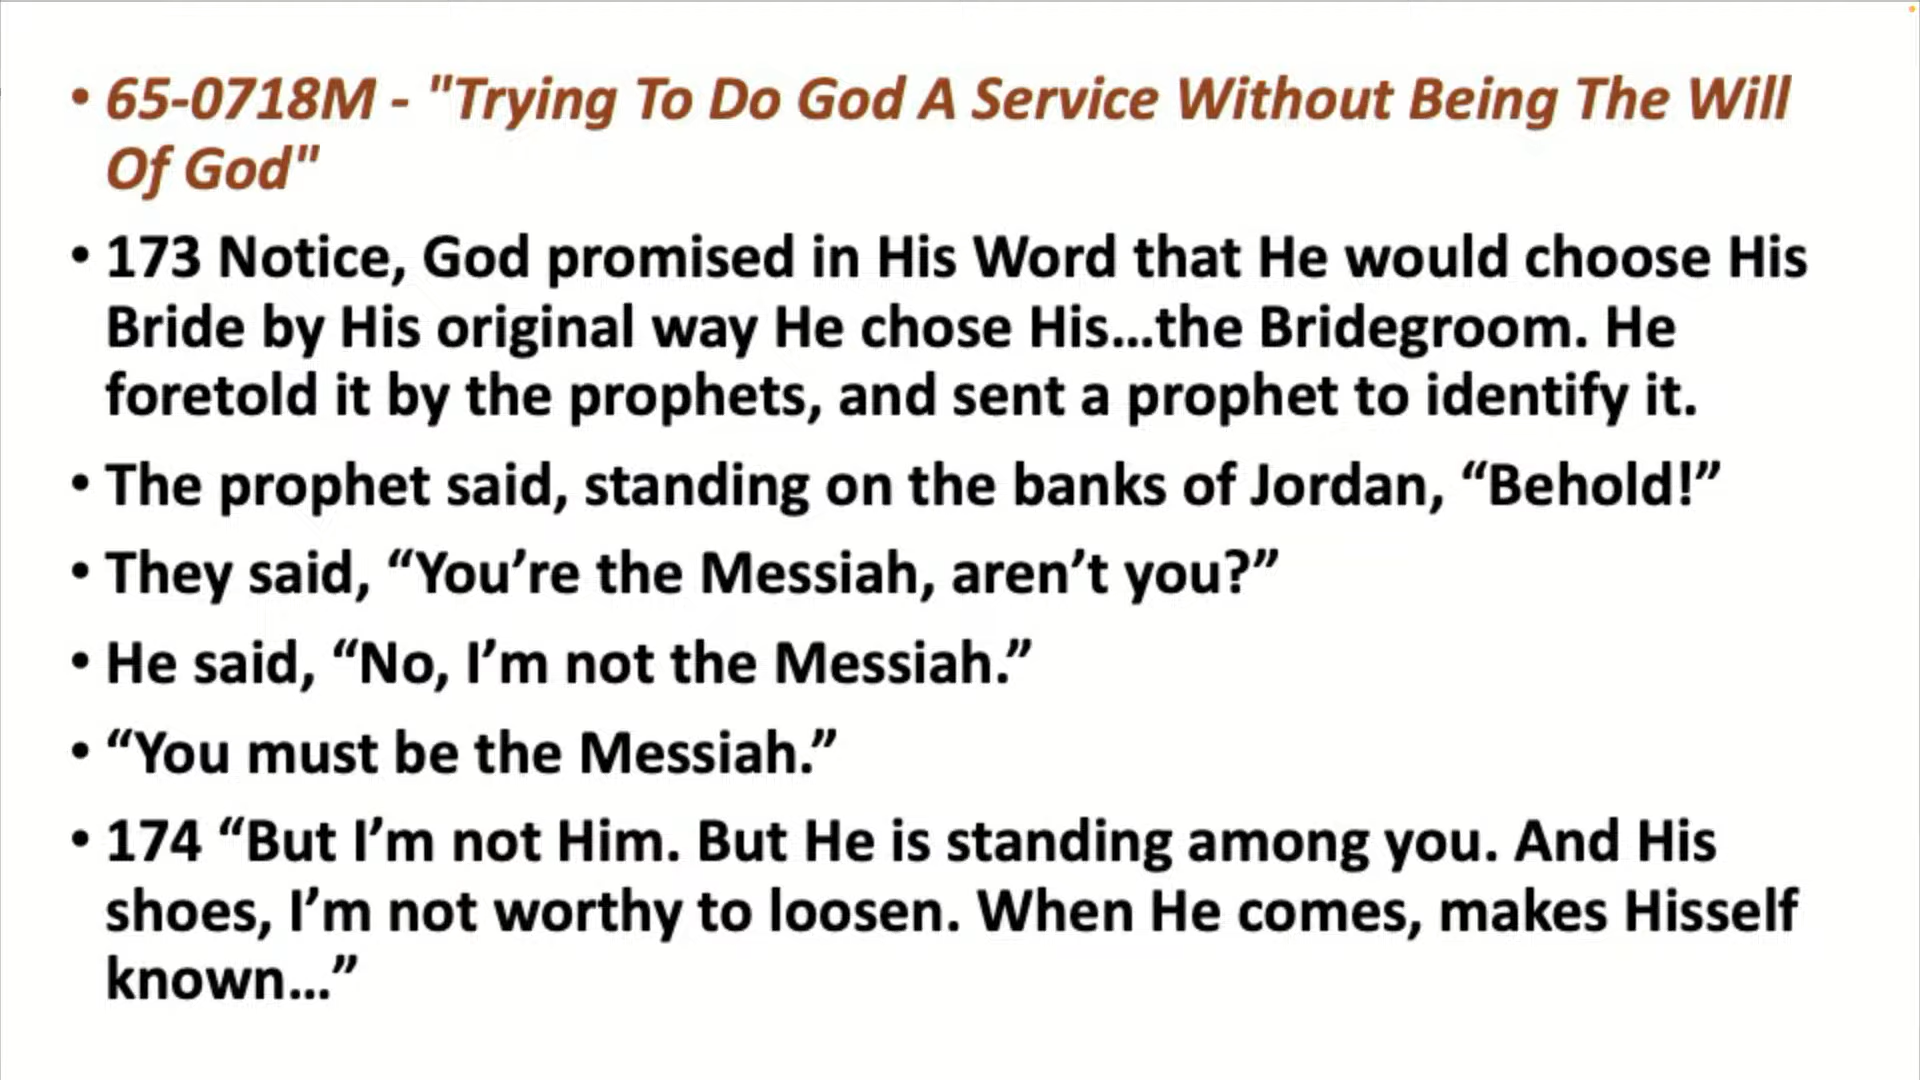 • 65-0718M - "Trying To Do God A Service Without Being The Will
Of God"
• 173 Notice, God promised in His Word that He would choose His
Bride by His original way He chose His...the Bridegroom. He
foretold it by the prophets, and sent a prophet to identify it.
• The prophet said, standing on the banks of Jordan, “Behold!”
• They said, “You’re the Messiah, aren’t you?”
• He said, “No, I’m not the Messiah.”
• “You must be the Messiah.”
• 174 “But I’m not Him. But He is standing among you. And His
shoes, I’m not worthy to loosen. When He comes, makes Hisself
known...”